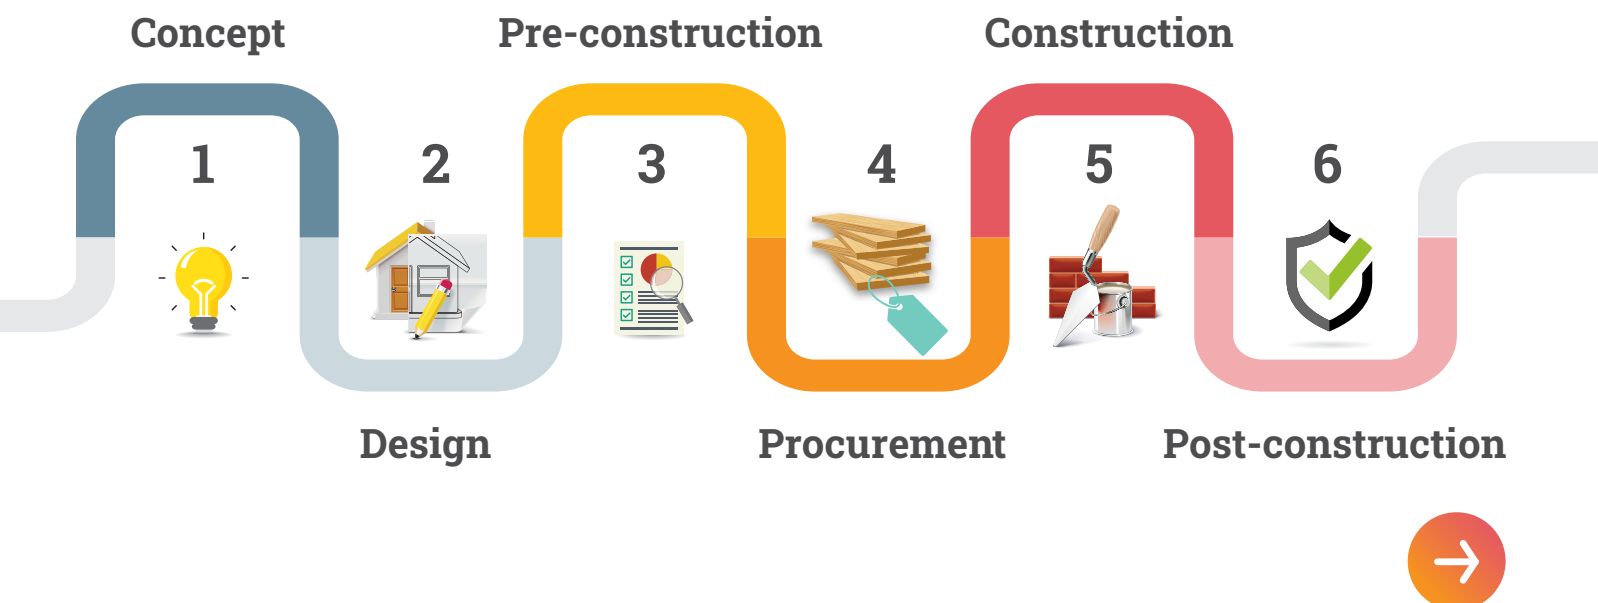 Concept
Pre-construction
Construction
1
2
3
4
5
6
Design
Procurement
Post-construction